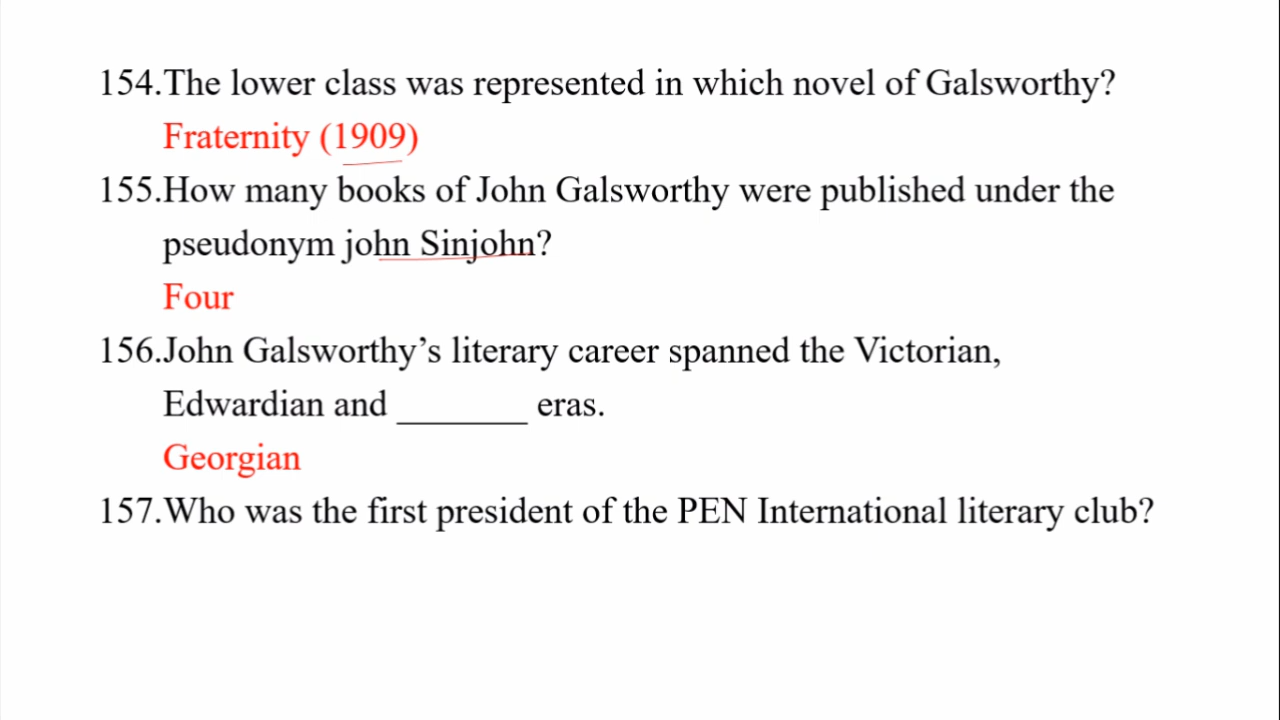 154.The lower class was represented in which novel of Galsworthy?
Fraternity (1909)
155.How many books of John Galsworthy were published under the
pseudonym john Sinjohn?
Four
156.John Galsworthy’s literary career spanned the Victorian,
Edwardian and _______ eras.
Georgian
157.Who was the first president of the PEN International literary club?